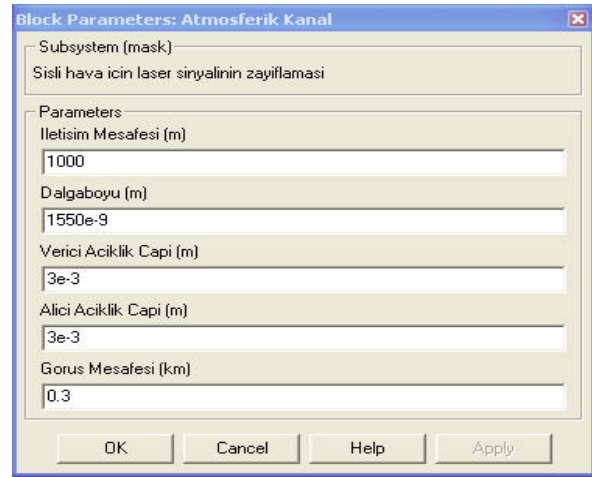 Block Parameters: Atmosferik Kanal
Subsystem (mask)
Sisli hava icin laser sinyalinin zayiflamasi
Parameters
Iletisim Mesafesi (m)
1000
Dalgaboyu (m)
1550e-9
Verici Aciklik Capi (m)
3e-3
Alici Aciklik Capi (m)
3e-3
Gorus Mesafesi (km)
0.3
OK Cancel Help Apply